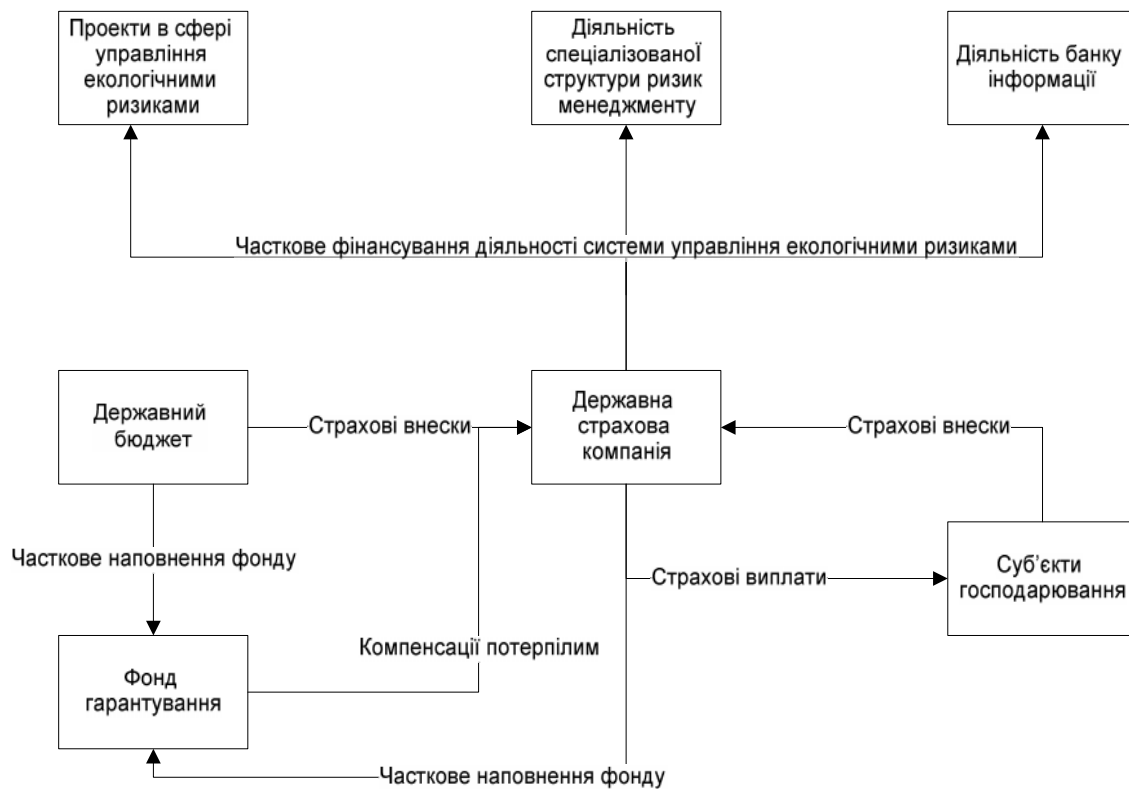 Проекти в сфері
управління
екологічними
ризиками
Діяльність
спеціалізованоЇ
структури ризик
менеджменту
Діяльність банку
інформації
Часткове фінансування діяльності системи управління екологічними ризиками
Державний
бюджет
Страхові внески
Державна
страхова
компанія
Страхові внески
Часткове наповнення фонду
Страхові виплати
Суб’єкти
господарювання
Компенсації потерпілим
Фонд
гарантування
Часткове наповнення фонду